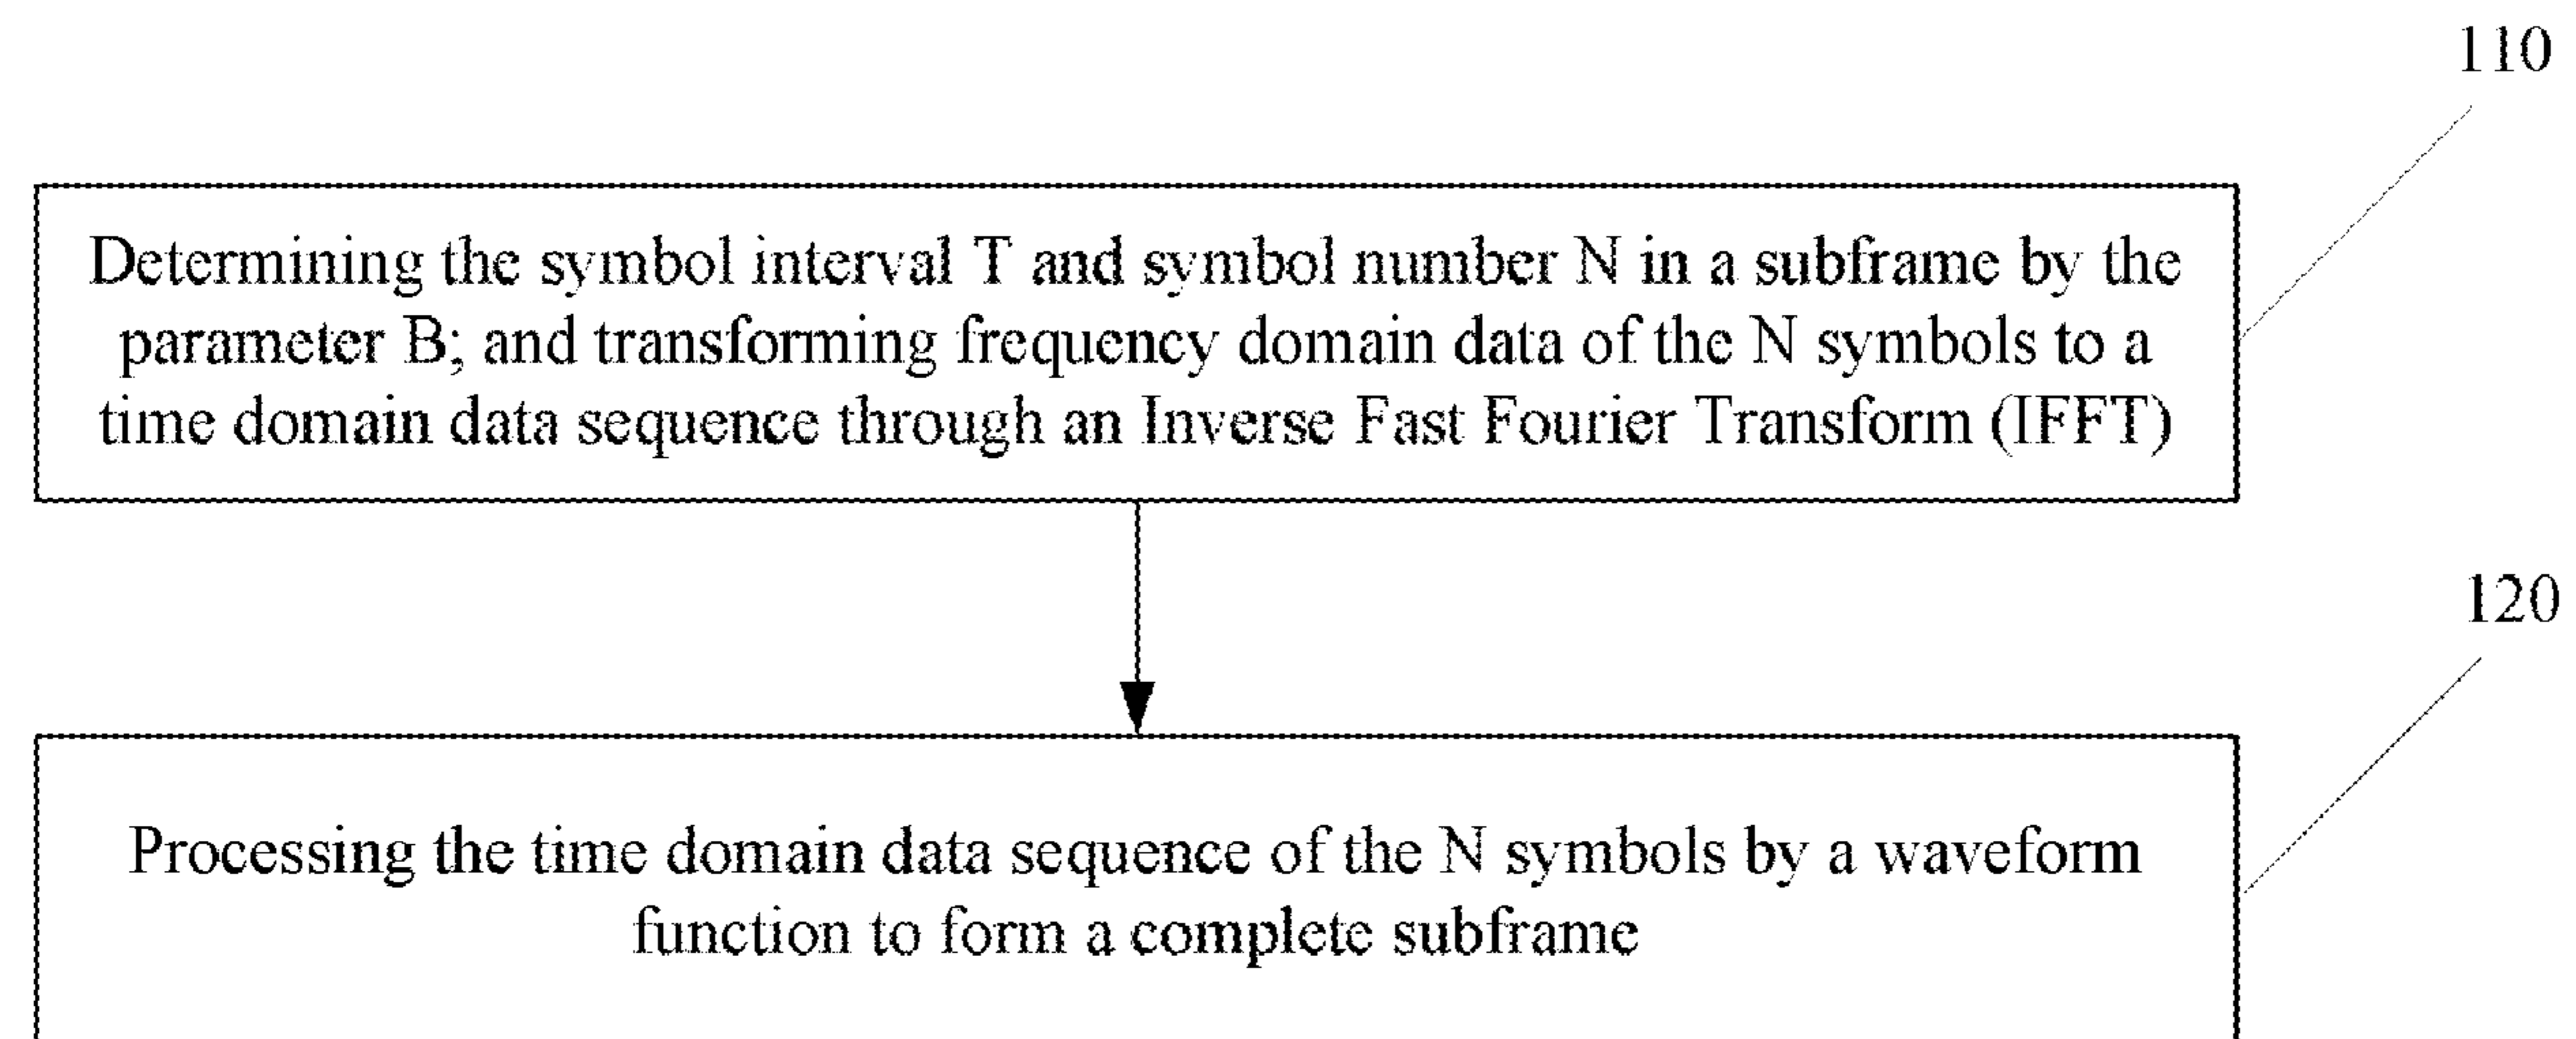 110
Determining the symbol interval T and symbol number N in a subframe by the
parameter B; and transforming frequency domain data of the N symbols to a
time domain data sequence through an Inverse Fast Fourier Transform (IFFT)
120
Processing the time domain data sequence of the N symbols by a waveform
function to form a complete subframe